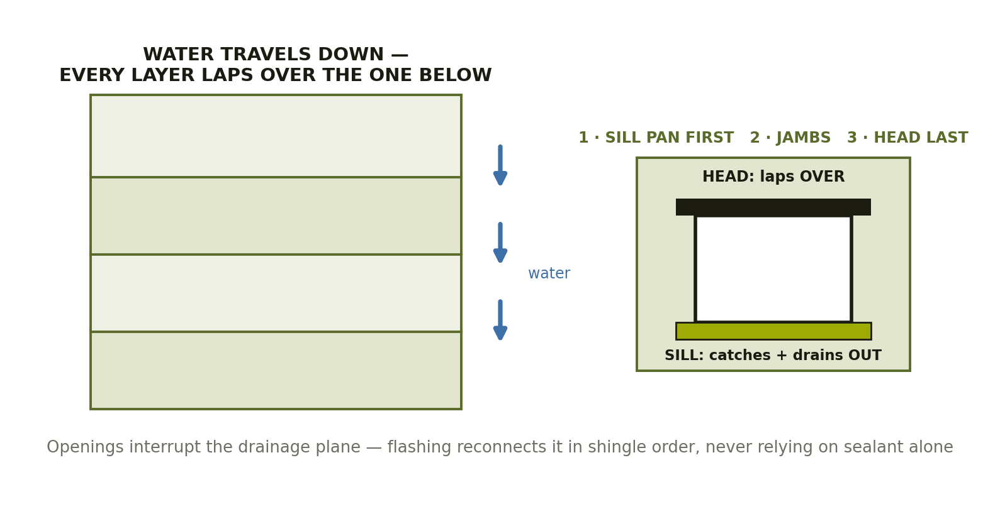 WATER TRAVELS DOWN —
EVERY LAYER LAPS OVER THE ONE BELOW
water
1 · SILL PAN FIRST   2 · JAMBS   3 · HEAD LAST
HEAD: laps OVER
SILL: catches + drains OUT
Openings interrupt the drainage plane — flashing reconnects it in shingle order, never relying on sealant alone